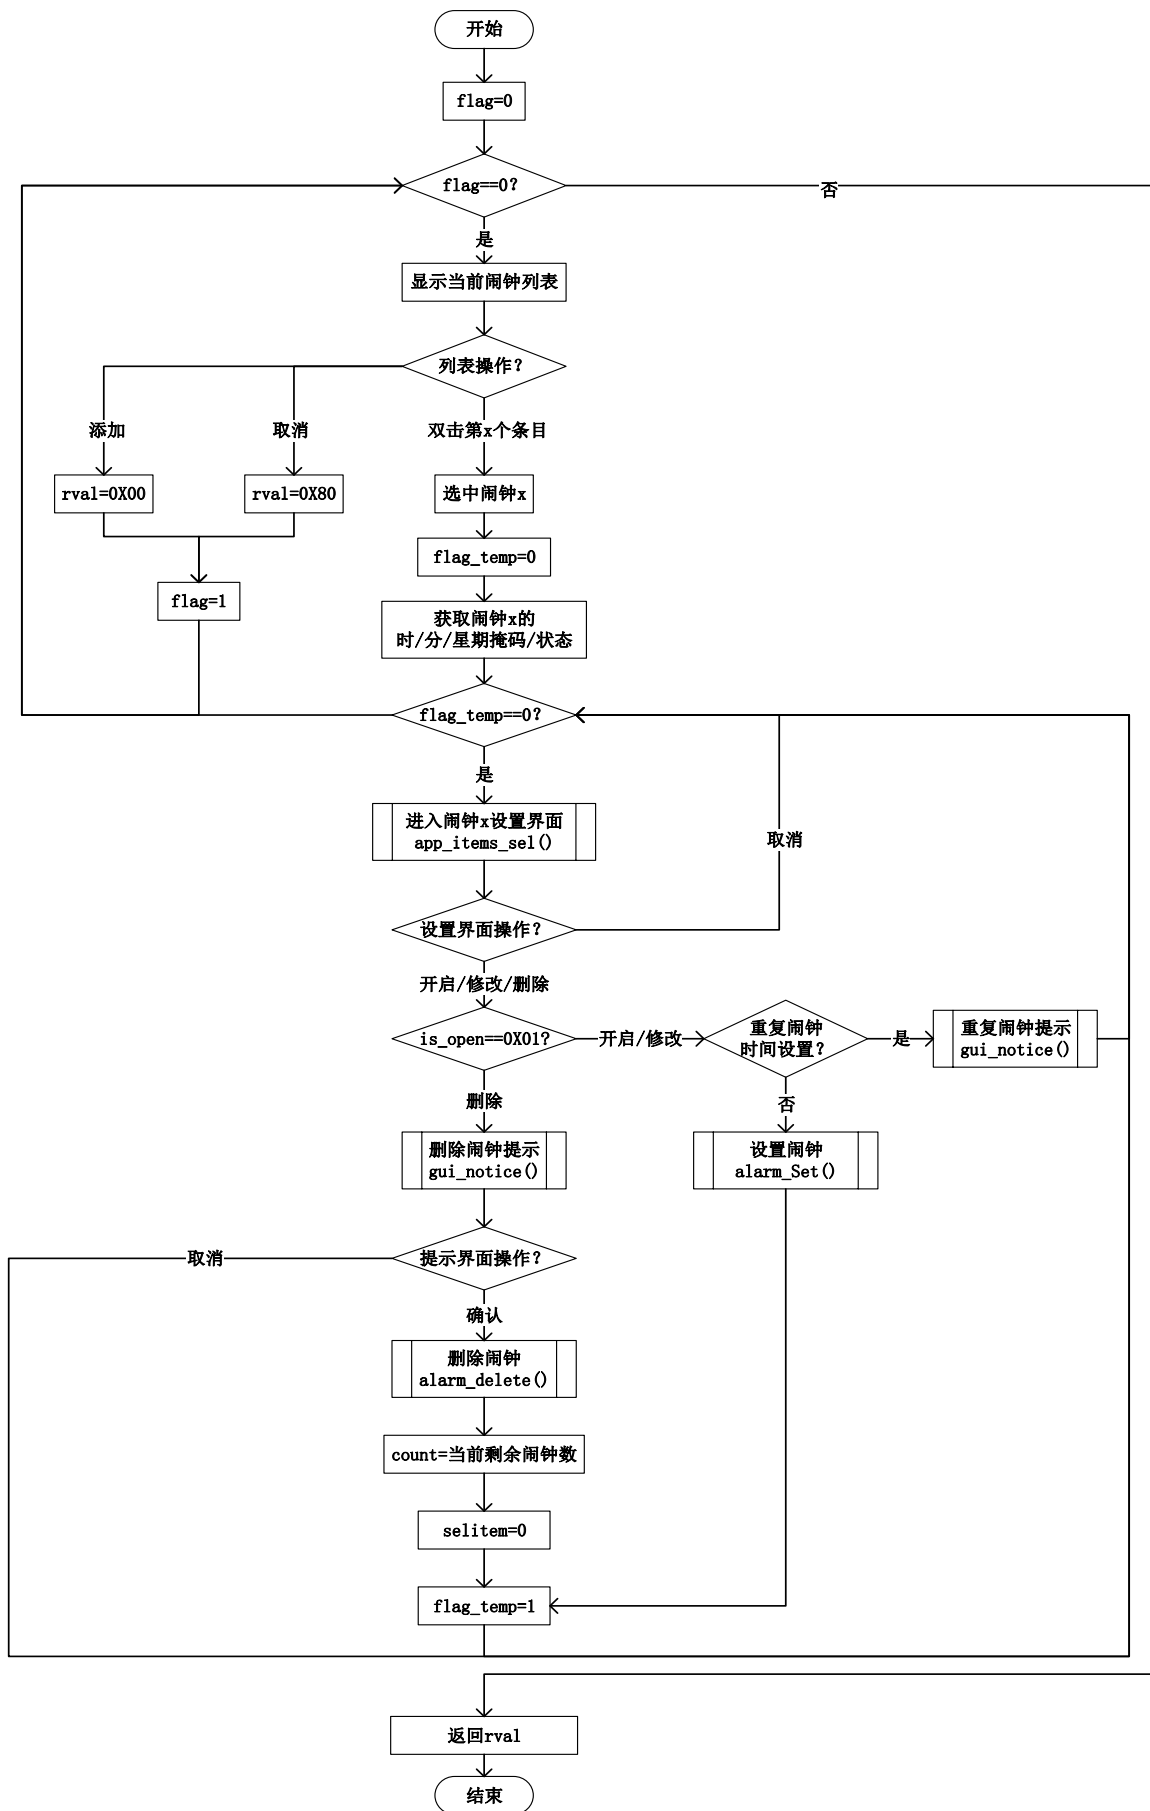 开始
flag=0
flag==0?
否
是
显示当前闹钟列表
列表操作?
添加
取消
双击第x个条目
rval=0X00
rval=0X80
选中闹钟x
flag_temp=0
flag=1
获取闹钟x的
时/分/星期掩码/状态
flag_temp==0?
是
进入闹钟x设置界面
app_items_sel()
取消
设置界面操作?
开启/修改/删除
is_open==0X01?
开启/修改
重复闹钟
时间设置?
是
重复闹钟提示
gui_notice()
删除
否
删除闹钟提示
gui_notice()
设置闹钟
alarm_Set()
取消
提示界面操作?
确认
删除闹钟
alarm_delete()
count=当前剩余闹钟数
selitem=0
flag_temp=1
返回rval
结束